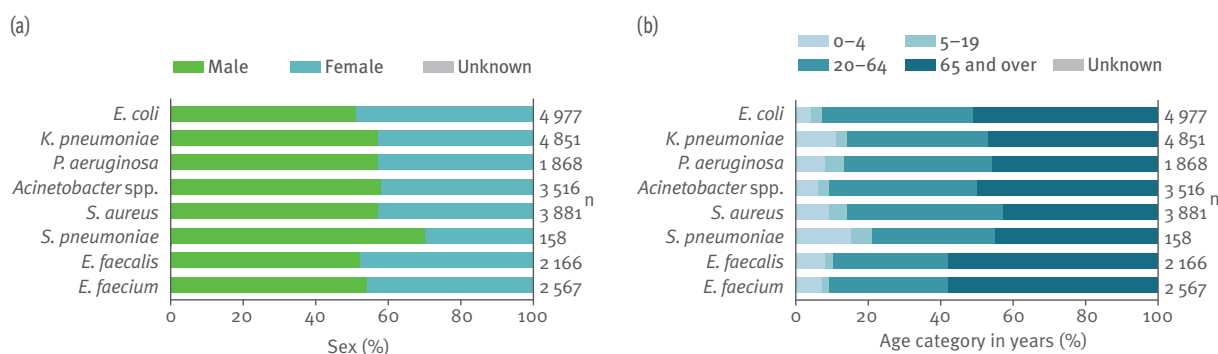 (a)
Male Female Unknown
E. coli 4 977
K. pneumoniae 4 851
P. aeruginosa 1 868
Acinetobacter spp. 3 516
n
S. aureus 3 881
S. pneumoniae 158
E. faecalis 2 166
E. faecium 2 567
0 20 40 60 80 100
Sex (%)
(b)
0–4 5–19
20–64 65 and over Unknown
E. coli 4 977
K. pneumoniae 4 851
P. aeruginosa 1 868
Acinetobacter spp. 3 516
n
S. aureus 3 881
S. pneumoniae 158
E. faecalis 2 166
E. faecium 2 567
0 20 40 60 80 100
Age category in years (%)